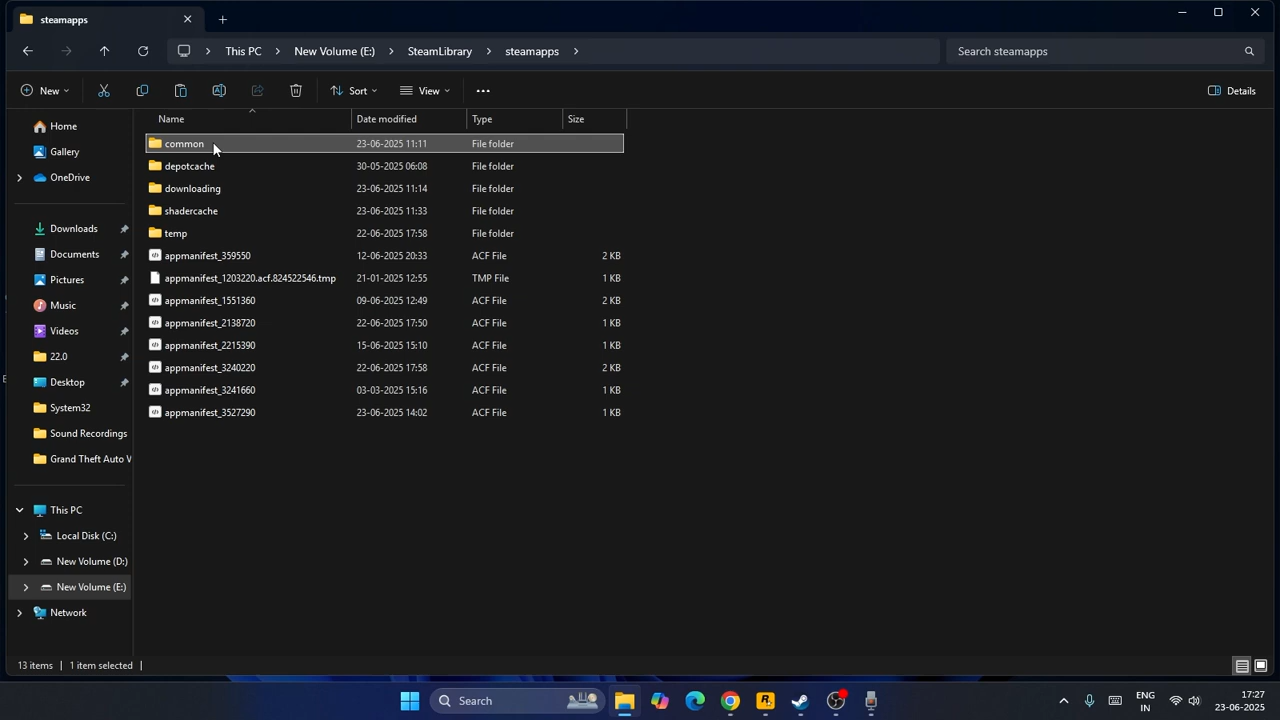 steamapps
This PC > New Volume (E:) > SteamLibrary > steamapps >
Search steamapps
New
Sort
View
Details
Name Date modified Type Size
common 23-06-2025 11:11 File folder
depotcache 30-05-2025 06:08 File folder
downloading 23-06-2025 11:14 File folder
shadercache 23-06-2025 11:33 File folder
temp 22-06-2025 17:58 File folder
appmanifest_359550 12-06-2025 20:33 ACF File 2 KB
appmanifest_1203220.acf.824522546.tmp 21-01-2025 12:55 TMP File 1 KB
appmanifest_1551360 09-06-2025 12:49 ACF File 2 KB
appmanifest_2138720 22-06-2025 17:50 ACF File 1 KB
appmanifest_2215390 15-06-2025 15:10 ACF File 1 KB
appmanifest_3240220 22-06-2025 17:58 ACF File 2 KB
appmanifest_3241660 03-03-2025 15:16 ACF File 1 KB
appmanifest_3527290 23-06-2025 14:02 ACF File 1 KB
Home
Gallery
OneDrive
Downloads
Documents
Pictures
Music
Videos
22.0
Desktop
System32
Sound Recordings
Grand Theft Auto V
This PC
Local Disk (C:)
New Volume (D:)
New Volume (E:)
Network
13 items
1 item selected
Search
ENG
IN
17:27
23-06-2025